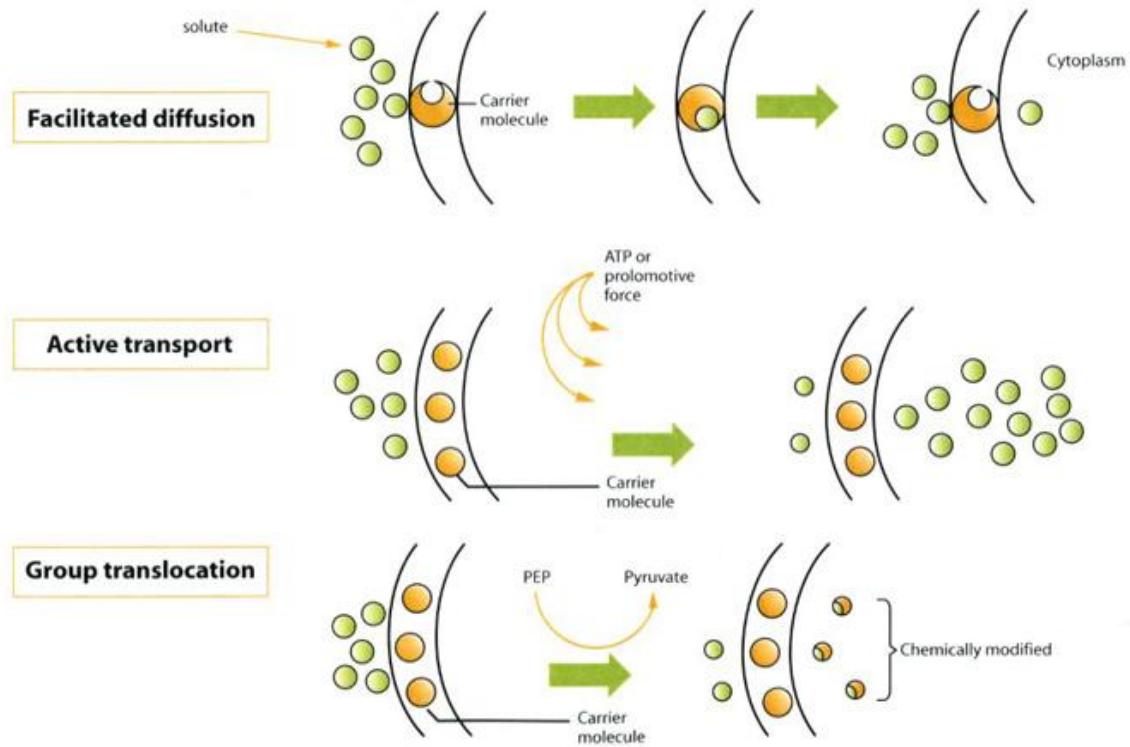 solute
Cytoplasm
Facilitated diffusion
Carrier
molecule
ATP or
prolomotive
force
Active transport
Carrier
molecule
Group translocation
PEP
Pyruvate
Chemically modified
Carrier
molecule